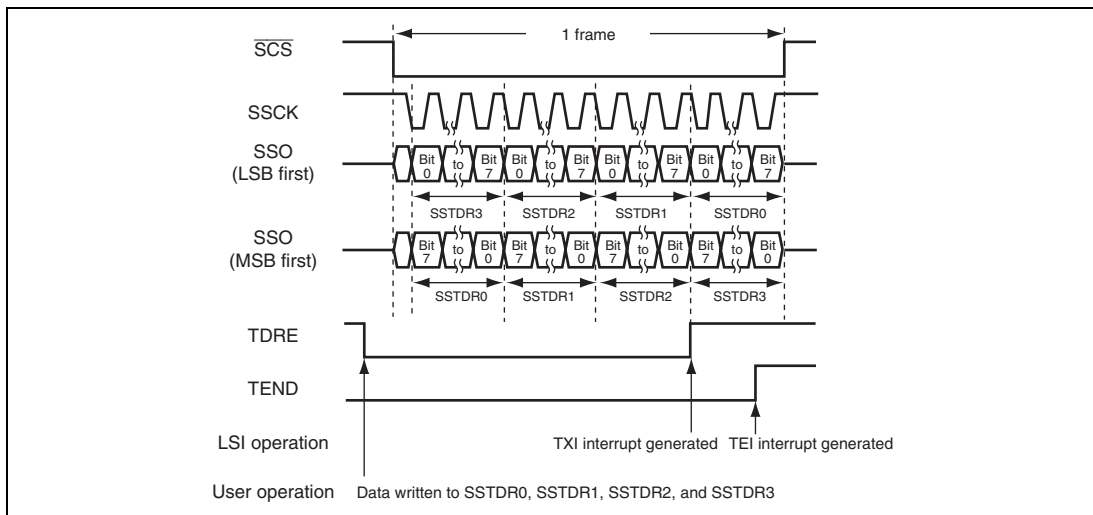 1 frame
SCS
SSCK
SSO
(LSB first)
Bit 0 to Bit 7 Bit 0 to Bit 7 Bit 0 to Bit 7 Bit 0 to Bit 7
SSTDR3 SSTDR2 SSTDR1 SSTDR0
SSO
(MSB first)
Bit 7 to Bit 0 Bit 7 to Bit 0 Bit 7 to Bit 0 Bit 7 to Bit 0
SSTDR0 SSTDR1 SSTDR2 SSTDR3
TDRE
TEND
LSI operation TXI interrupt generated TEI interrupt generated
User operation Data written to SSTDR0, SSTDR1, SSTDR2, and SSTDR3